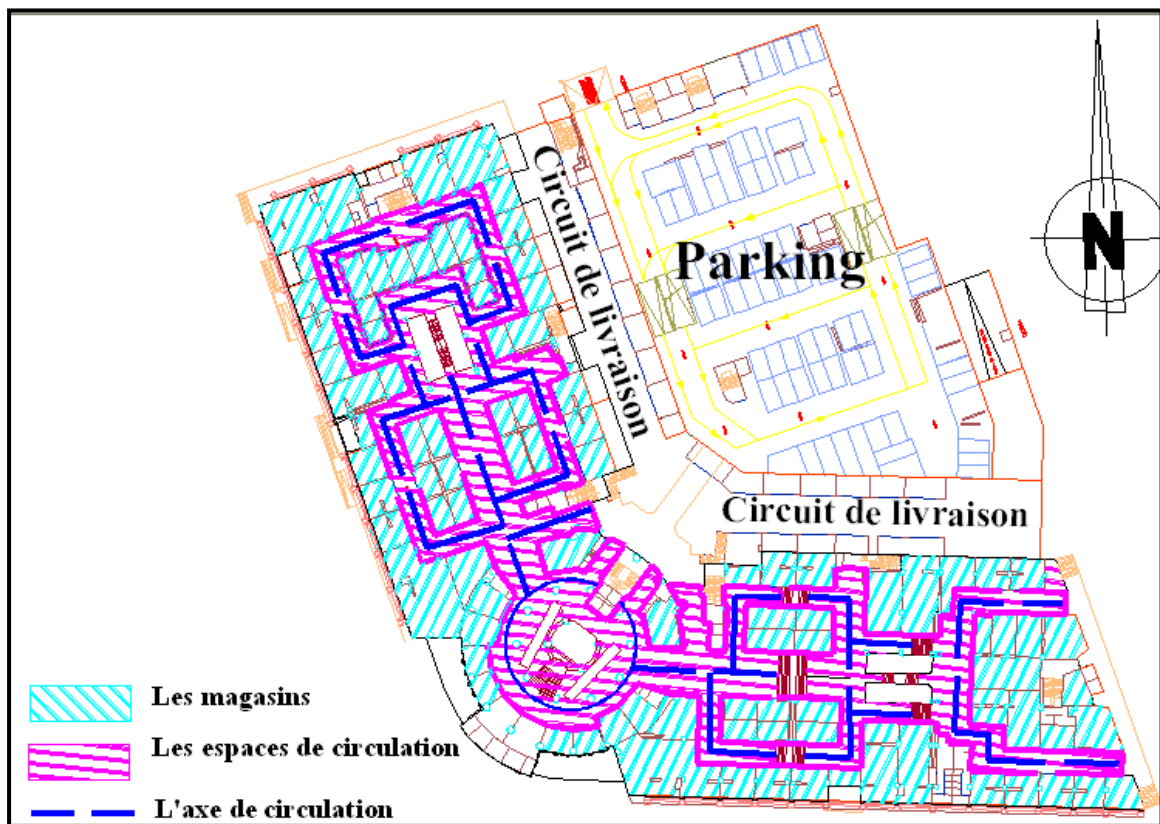 N
Circuit de livraison
Parking
Circuit de livraison
Les magasins
Les espaces de circulation
L'axe de circulation